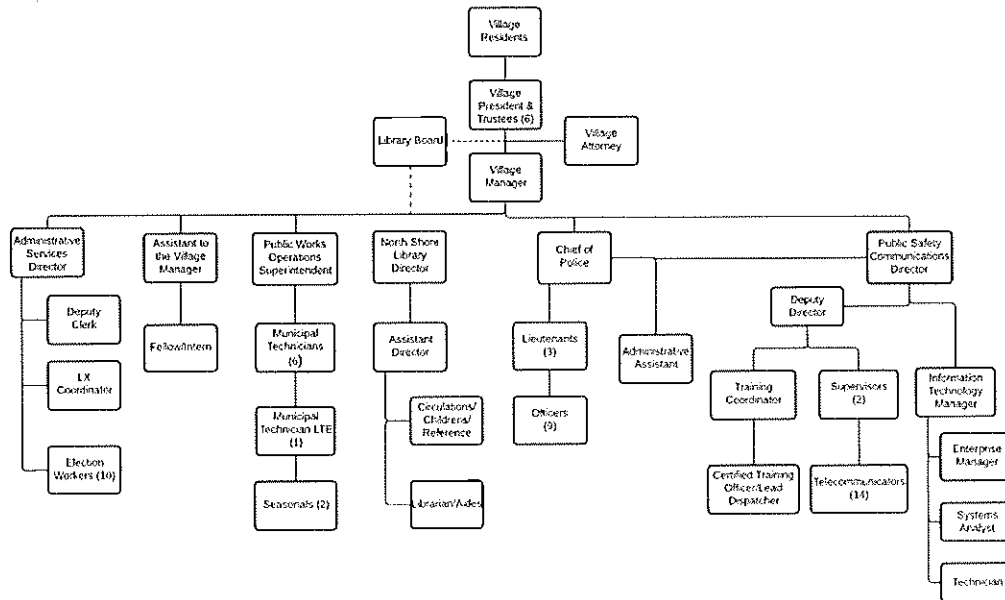 Village
Residents
Village
President &
Trustees (6)
Library Board
Village
Attorney
Village
Manager
Administrative
Services
Director
Assistant to
the Village
Manager
Public Works
Operations
Superintendent
North Shore
Library
Director
Chief of
Police
Public Safety
Communications
Director
Deputy
Clerk
LX
Coordinator
Election
Workers (10)
Fellow/Intern
Municipal
Technicians
(6)
Municipal
Technician LTE
(1)
Seasonals (2)
Assistant
Director
Circulations/
Childrens/
Reference
Librarian/Aides
Lieutenants
(3)
Officers
(9)
Administrative
Assistant
Deputy
Director
Training
Coordinator
Supervisors
(2)
Certified Training
Officer/Lead
Dispatcher
Telecommunicators
(14)
Information
Technology
Manager
Enterprise
Manager
Systems
Analyst
Technician